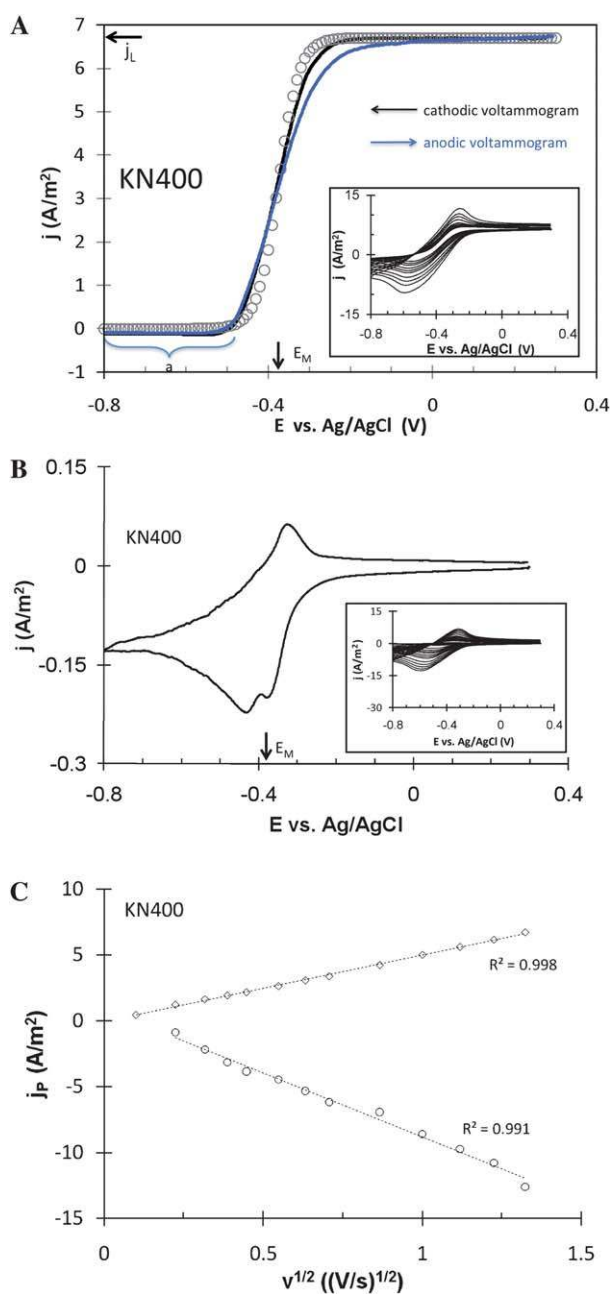 A
7
6
5
4
3
2
1
0
-1
j (A/m²)
jL
cathodic voltammogram
anodic voltammogram
KN400
a
EM
-0.8
-0.4
0
0.4
E vs. Ag/AgCl (V)
15
0
-15
j (A/m²)
-0.8
-0.4
0
0.4
E vs. Ag/AgCl (V)
B
0.15
0
-0.15
-0.3
j (A/m²)
KN400
EM
-0.8
-0.4
0
0.4
E vs. Ag/AgCl
15
0
-15
-30
j (A/m²)
-0.8
-0.4
0
0.4
E vs. Ag/AgCl (V)
C
10
5
0
-5
-10
-15
jP (A/m²)
KN400
R² = 0.998
R² = 0.991
0
0.5
1
1.5
v^1/2 ((V/s)^1/2)